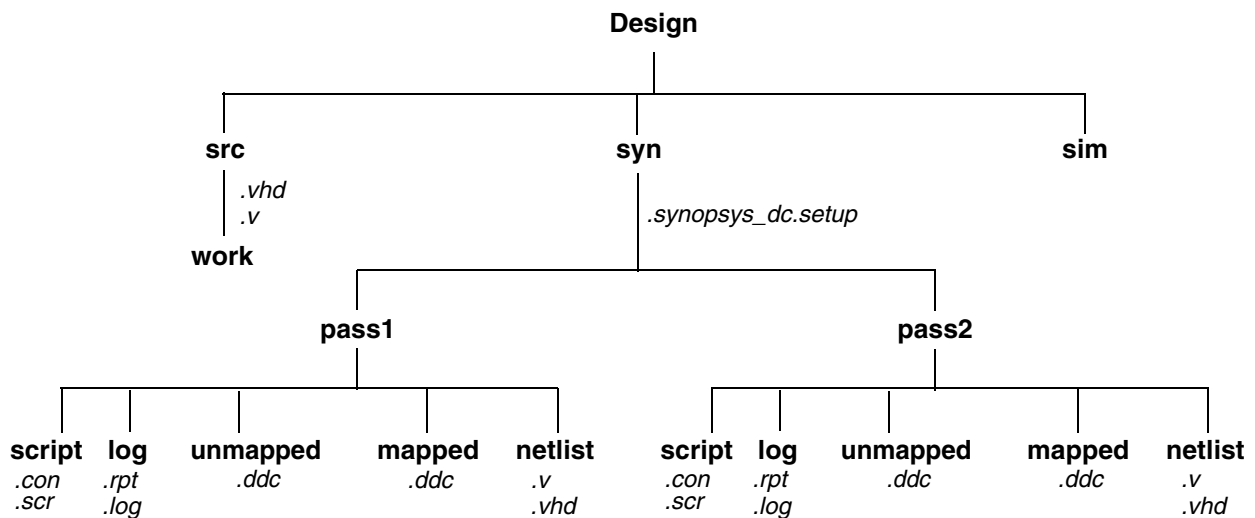 Design
src syn sim
.vhd
.v
.synopsys_dc.setup
work
pass1 pass2
script log unmapped mapped netlist script log unmapped mapped netlist
.con .rpt .ddc .ddc .v .con .rpt .ddc .ddc .v
.scr .log .vhd .scr .log .vhd